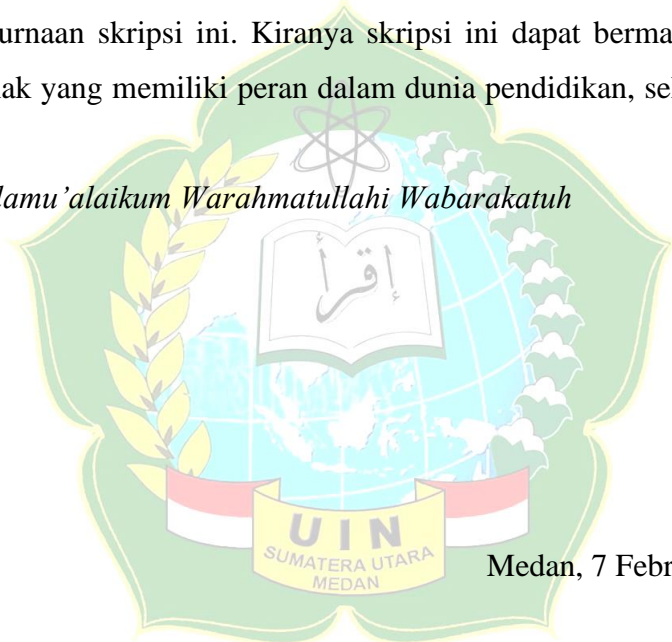 urnaan skripsi ini. Kiranya skripsi ini dapat berma
ak yang memiliki peran dalam dunia pendidikan, se
lamu’alaikum Warahmatullahi Wabarakatuh
إقرأ
UIN
SUMATERA UTARA
MEDAN
Medan, 7 Febr